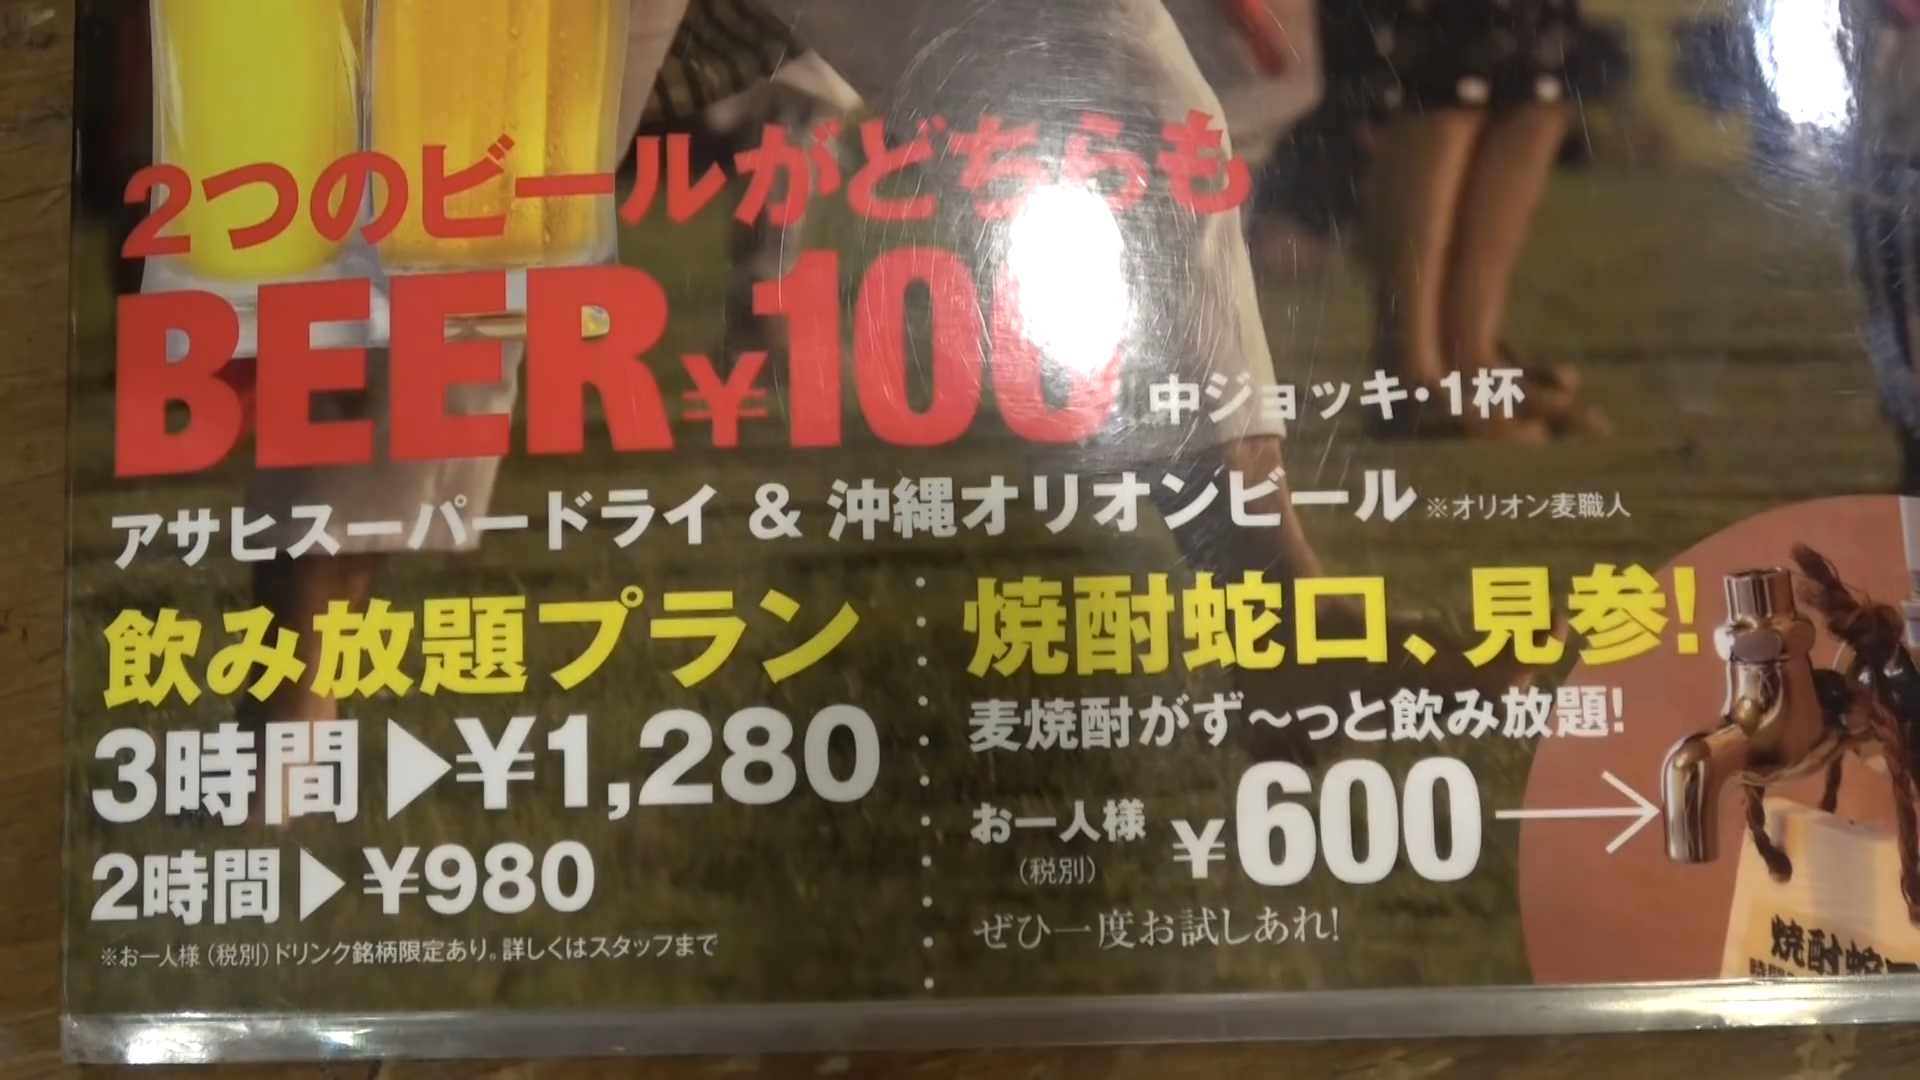 2つのビールがどちらも
BEER ¥100 中ジョッキ・1杯
アサヒスーパードライ & 沖縄オリオンビール ※オリオン麦職人
飲み放題プラン
3時間▶¥1,280
2時間▶¥980
※お一人様（税別）ドリンク銘柄限定あり。詳しくはスタッフまで
焼酎蛇口、見参!
麦焼酎がず～っと飲み放題!
お一人様（税別） ¥600
ぜひ一度お試しあれ!
焼酎蛇口